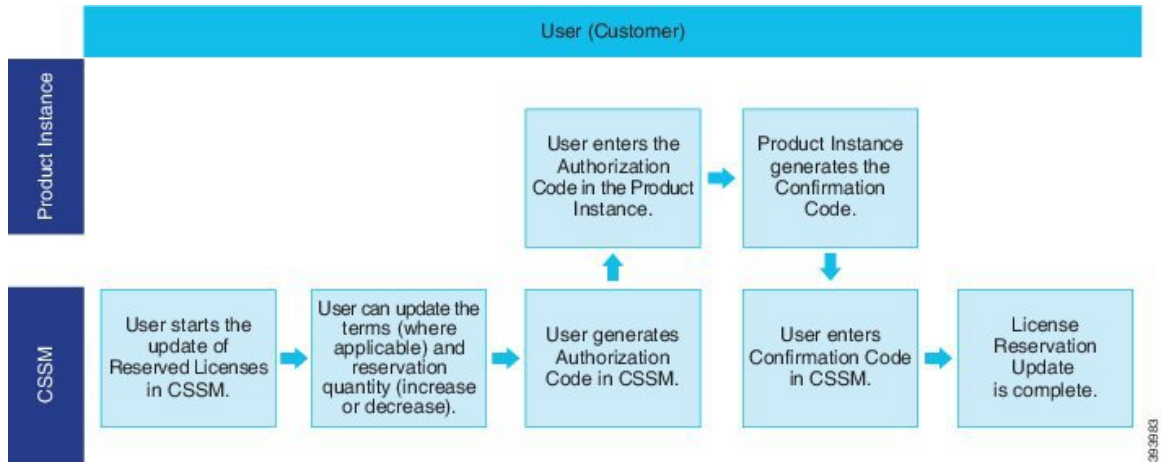 User (Customer)
Product Instance
User enters the
Authorization
Code in the Product
Instance.
Product Instance
generates the
Confirmation
Code.
CSSM
User starts the
update of
Reserved Licenses
in CSSM.
User can update the
terms (where
applicable) and
reservation
quantity (increase
or decrease).
User generates
Authorization
Code in CSSM.
User enters
Confirmation Code
in CSSM.
License
Reservation
Update
is complete.
393983